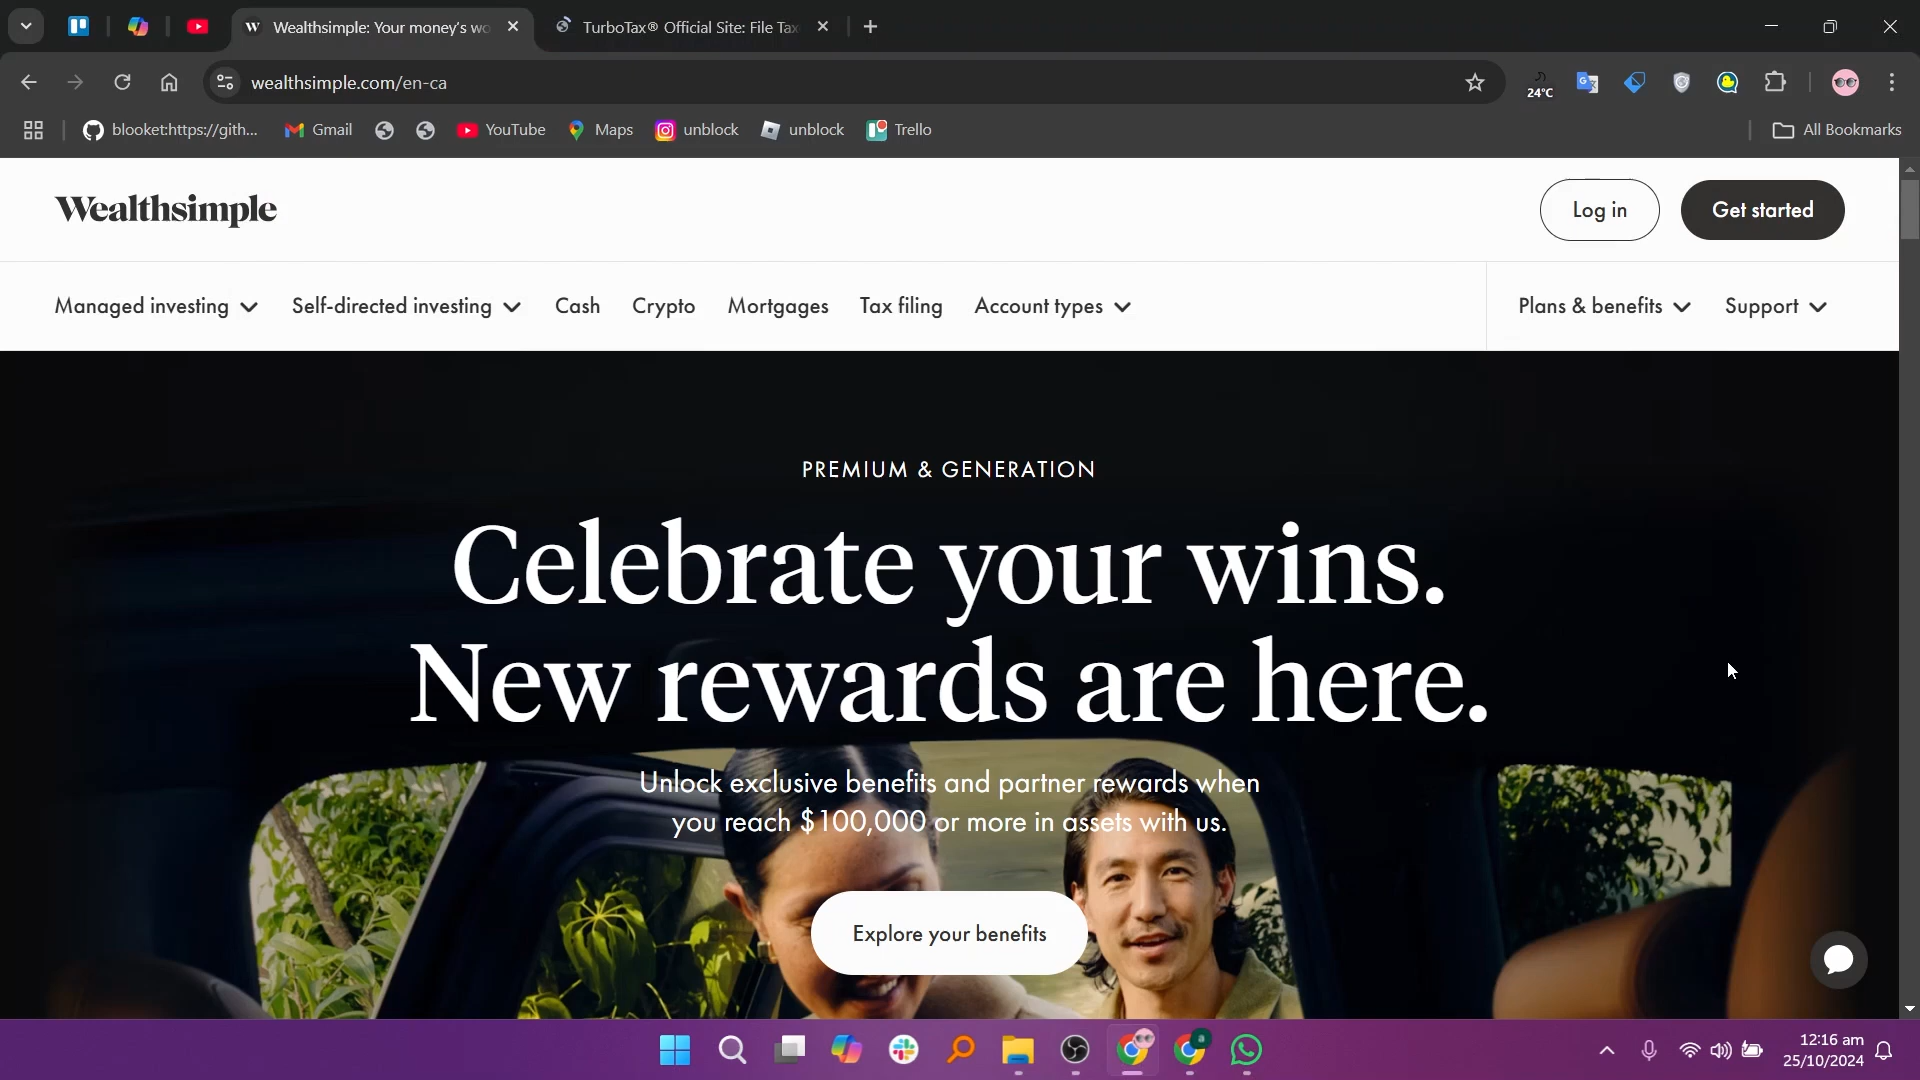 Wealthsimple: Your money's wo
TurboTax® Official Site: File Tax
wealthsimple.com/en-ca
24°C
blooket:https://gith...
Gmail
YouTube
Maps
unblock
unblock
Trello
All Bookmarks
Wealthsimple
Log in
Get started
Managed investing
Self-directed investing
Cash
Crypto
Mortgages
Tax filing
Account types
Plans & benefits
Support
PREMIUM & GENERATION
Celebrate your wins.
New rewards are here.
Unlock exclusive benefits and partner rewards when
you reach $100,000 or more in assets with us.
Explore your benefits
12:16 am
25/10/2024